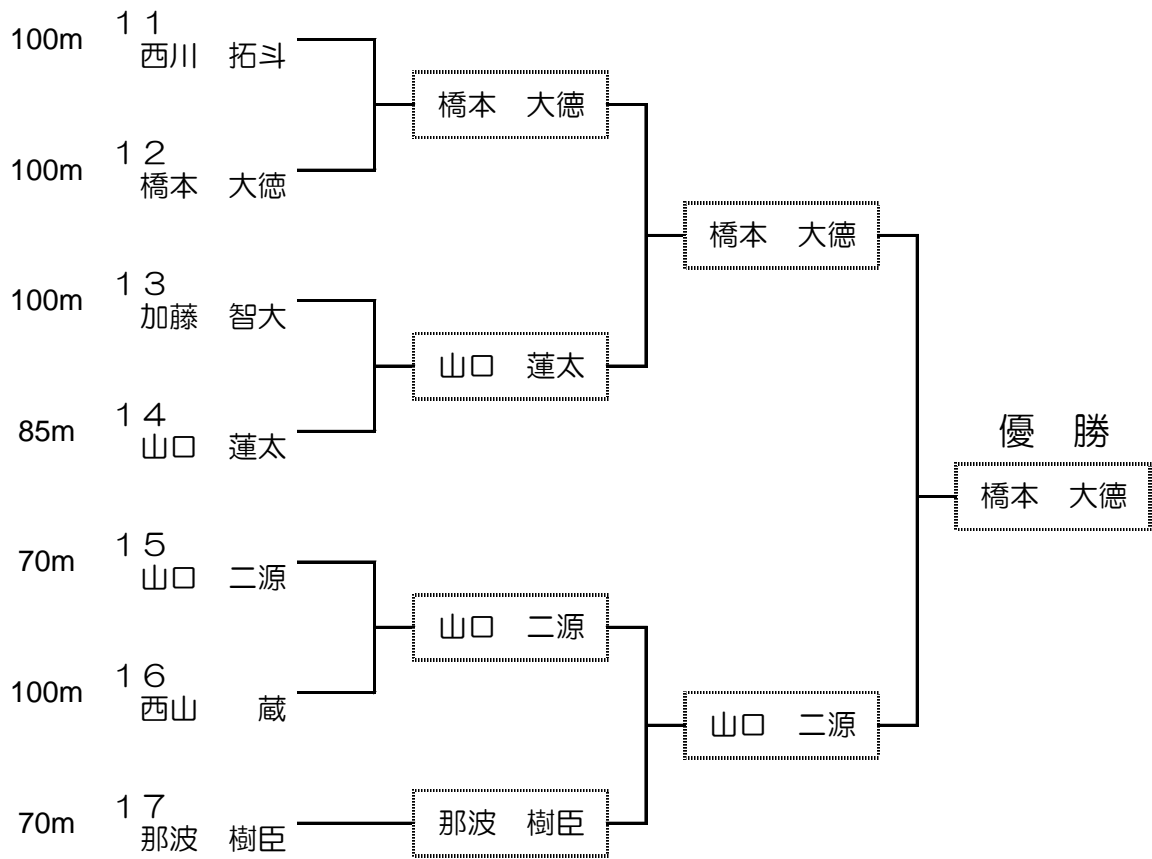 100m　１１
西川　拓斗
橋本　大德
100m　１２
橋本　大徳
橋本　大德
100m　１３
加藤　智大
山口　蓮太
85m　１４
山口　蓮太
優　勝
橋本　大德
70m　１５
山口　二源
山口　二源
100m　１６
西山　　蔵
山口　二源
70m　１７
那波　樹臣
那波　樹臣